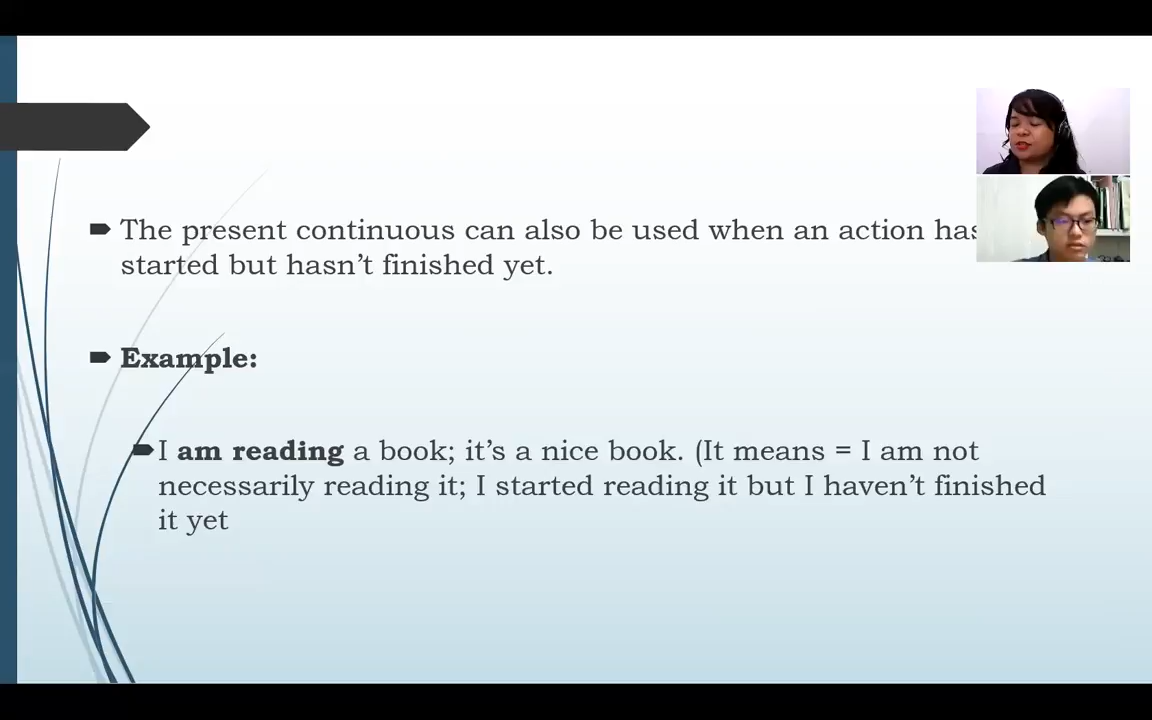 The present continuous can also be used when an action has
started but hasn’t finished yet.
Example:
I am reading a book; it’s a nice book. (It means = I am not
necessarily reading it; I started reading it but I haven’t finished
it yet